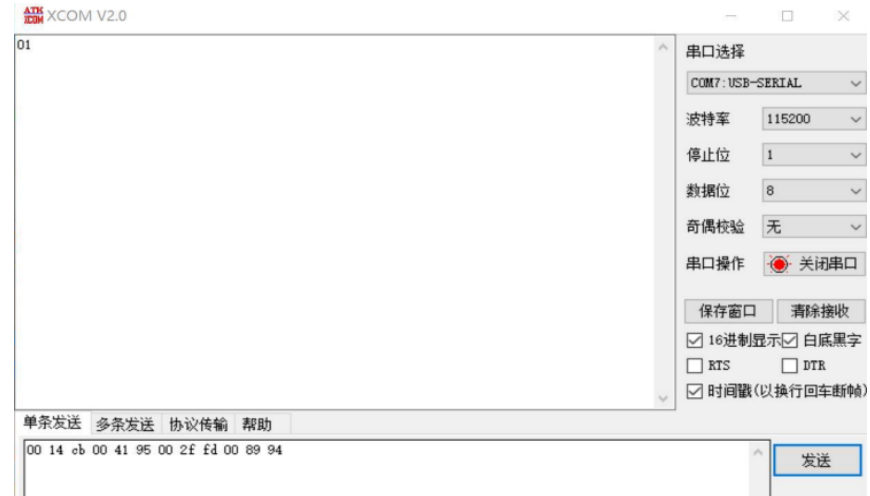 ATK XCOM XCOM V2.0
01
串口选择
COM7:USB-SERIAL
波特率 115200
停止位 1
数据位 8
奇偶校验 无
串口操作 关闭串口
保存窗口 清除接收
16进制显示 白底黑字
RTS DTR
时间戳(以换行回车断帧)
单条发送 多条发送 协议传输 帮助
00 14 cb 00 41 95 00 2f fd 00 89 94
发送